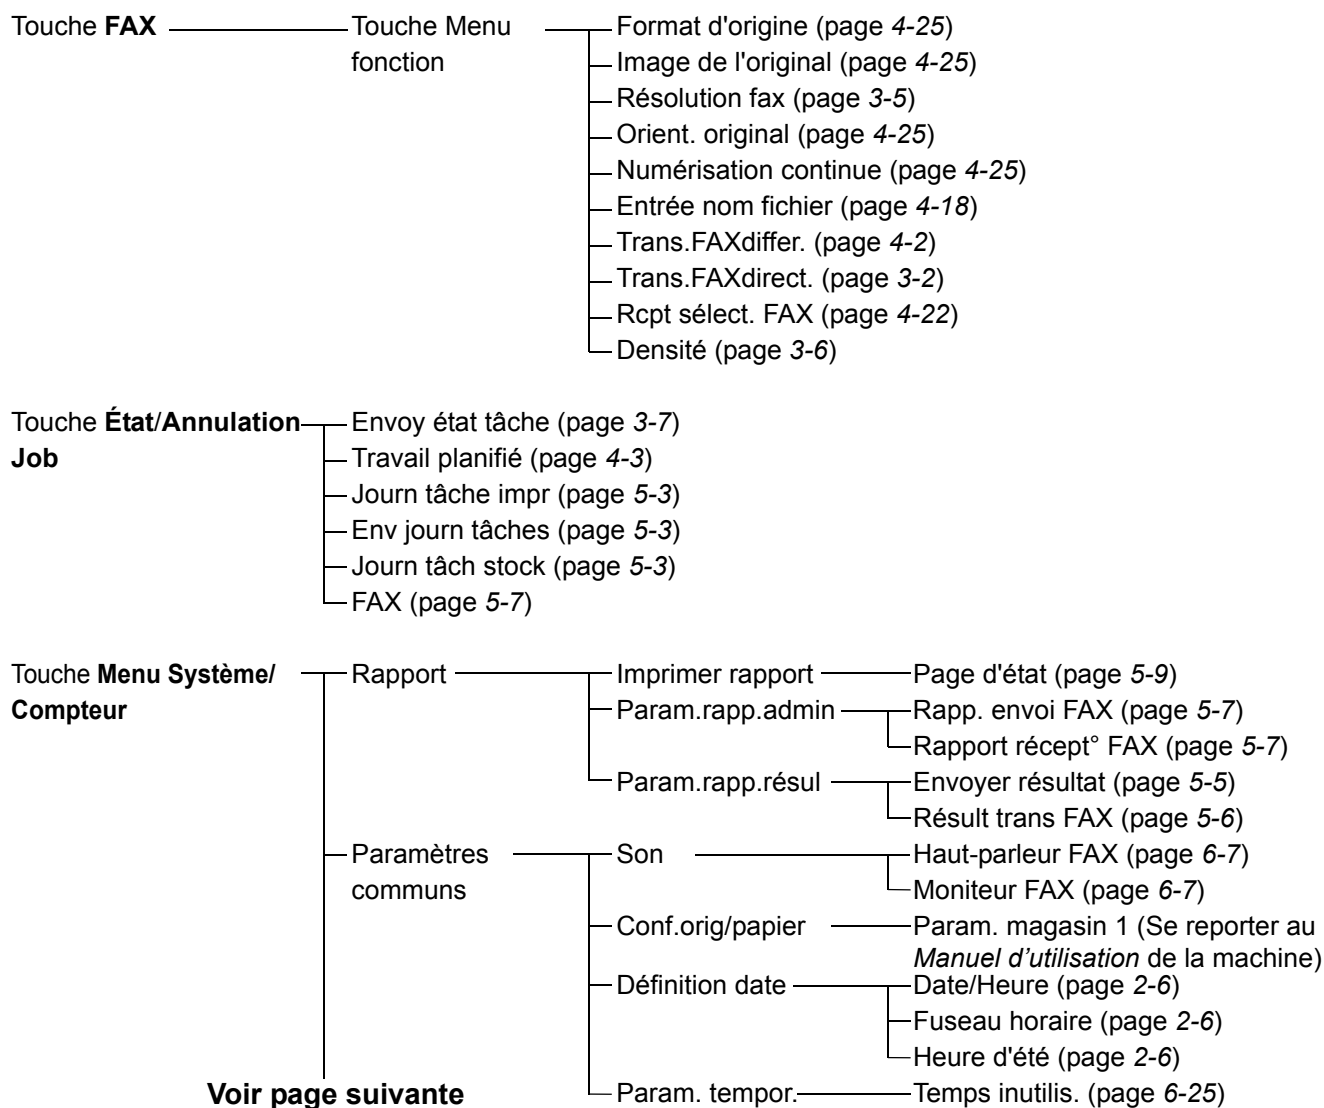 Touche FAX Touche Menu Format d'origine (page 4-25)
fonction Image de l'original (page 4-25)
Résolution fax (page 3-5)
Orient. original (page 4-25)
Numérisation continue (page 4-25)
Entrée nom fichier (page 4-18)
Trans.FAXdiffer. (page 4-2)
Trans.FAXdirect. (page 3-2)
Rcpt sélect. FAX (page 4-22)
Densité (page 3-6)
Touche État/Annulation Envoy état tâche (page 3-7)
Job Travail planifié (page 4-3)
Journ tâche impr (page 5-3)
Env journ tâches (page 5-3)
Journ tâch stock (page 5-3)
FAX (page 5-7)
Touche Menu Système/ Rapport Imprimer rapport Page d'état (page 5-9)
Compteur Param.rapp.admin Rapp. envoi FAX (page 5-7)
Rapport récept° FAX (page 5-7)
Param.rapp.résul Envoyer résultat (page 5-5)
Résult trans FAX (page 5-6)
Paramètres Son Haut-parleur FAX (page 6-7)
communs Moniteur FAX (page 6-7)
Conf.orig/papier Param. magasin 1 (Se reporter au
Manuel d’utilisation de la machine)
Définition date Date/Heure (page 2-6)
Fuseau horaire (page 2-6)
Heure d'été (page 2-6)
Voir page suivante Param. tempor. Temps inutilis. (page 6-25)